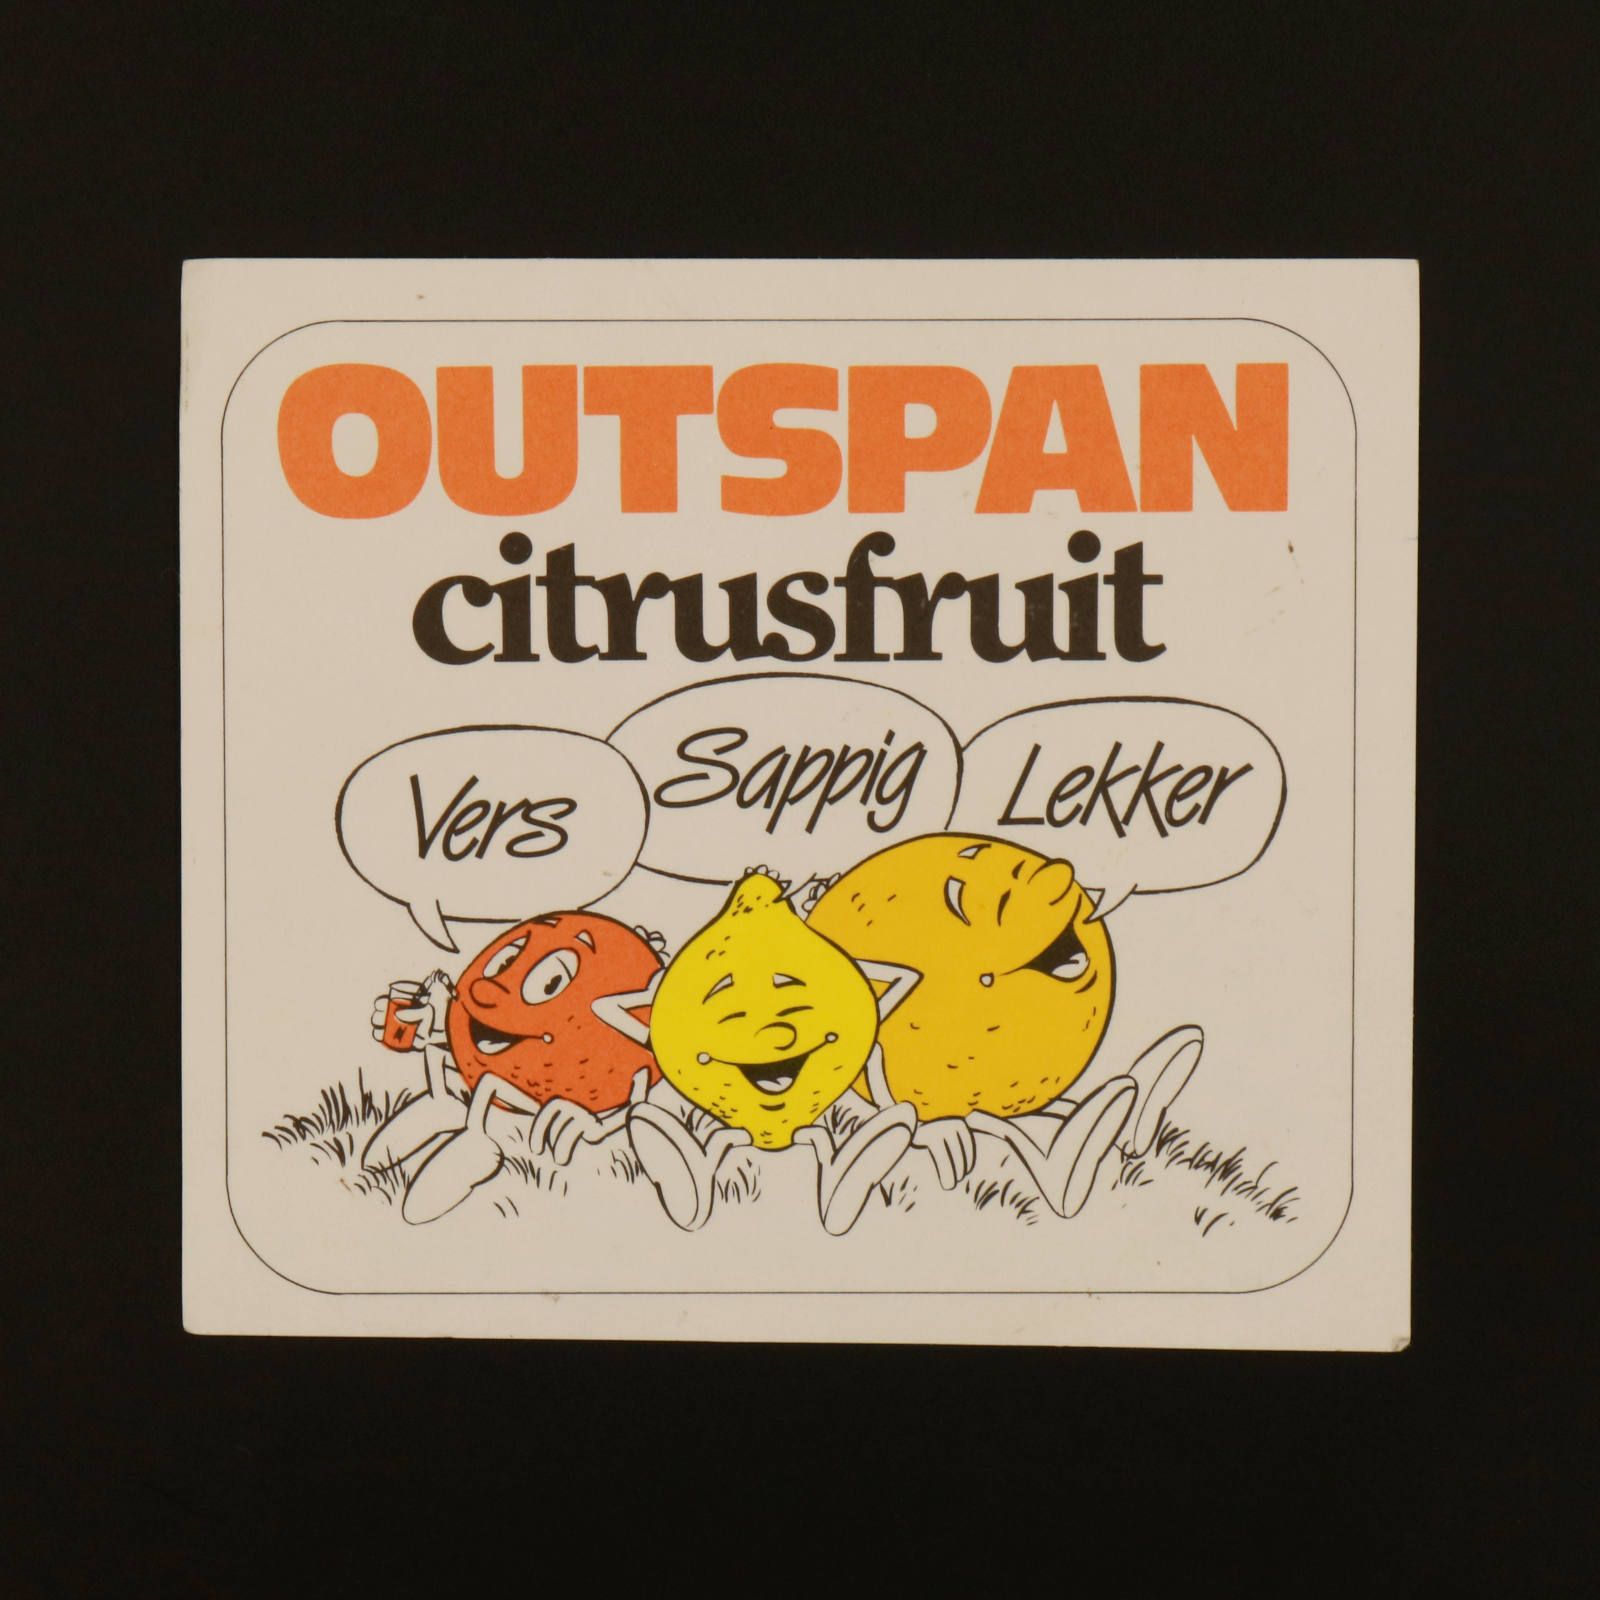 OUTSPAN
citrusfruit
Vers
Sappig
Lekker